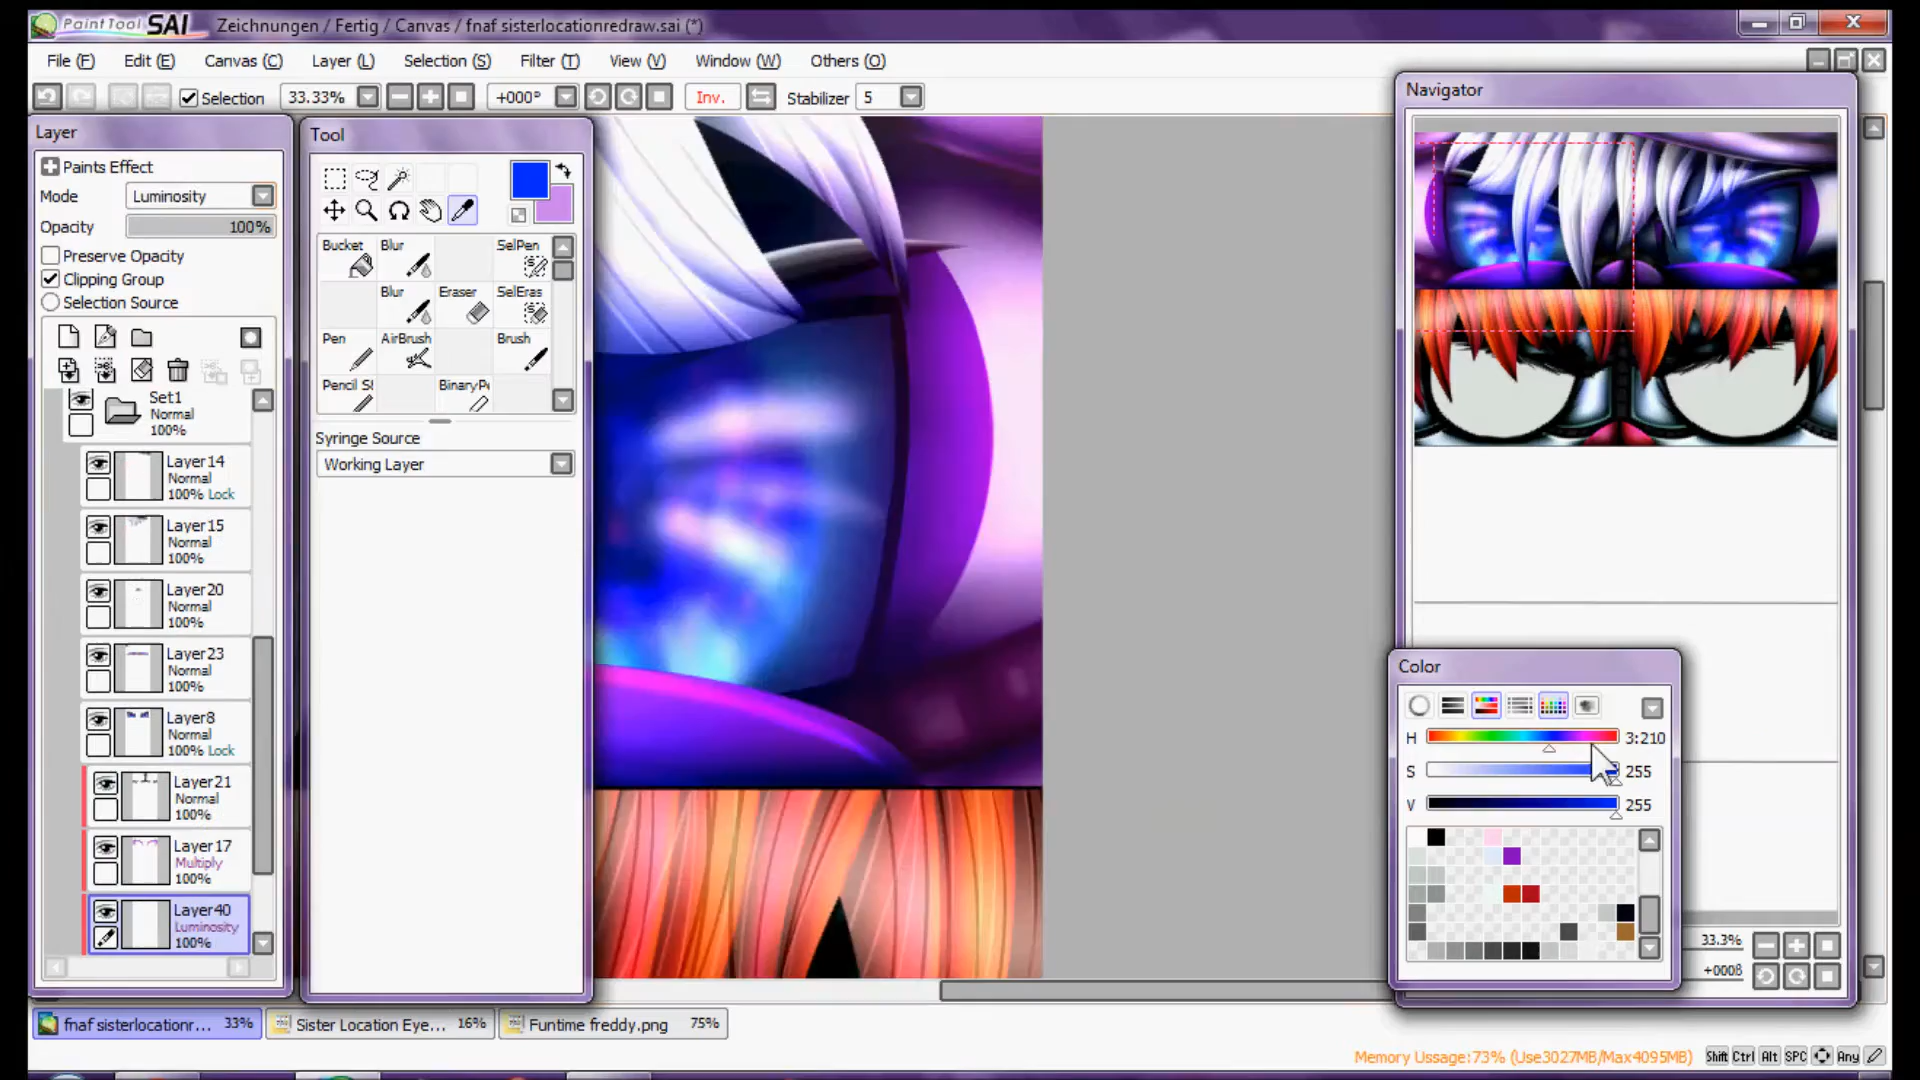 PaintTool SAI Zeichnungen / Fertig / Canvas / fnaf sisterlocationredraw.sai (*)
File (F) Edit (E) Canvas (C) Layer (L) Selection (S) Filter (T) View (V) Window (W) Others (O)
Selection 33.33% +000° Inv. Stabilizer 5
Layer
Paints Effect
Mode Luminosity
Opacity 100%
Preserve Opacity
Clipping Group
Selection Source
Set1
Normal
100%
Layer14
Normal
100% Lock
Layer15
Normal
100%
Layer20
Normal
100%
Layer23
Normal
100%
Layer8
Normal
100% Lock
Layer21
Normal
100%
Layer17
Multiply
100%
Layer40
Luminosity
100%
Tool
Bucket Blur SelPen
Blur Eraser SelEras
Pen AirBrush Brush
Pencil BinaryPe
Syringe Source
Working Layer
Navigator
Color
H 3:210
S 255
V 255
33.3%
fnaf sisterlocationr... 33% Sister Location Eye... 16% Funtime freddy.png 75%
Memory Ussage:73% (Use3027MB/Max4095MB) Shift Ctrl Alt SPC Any